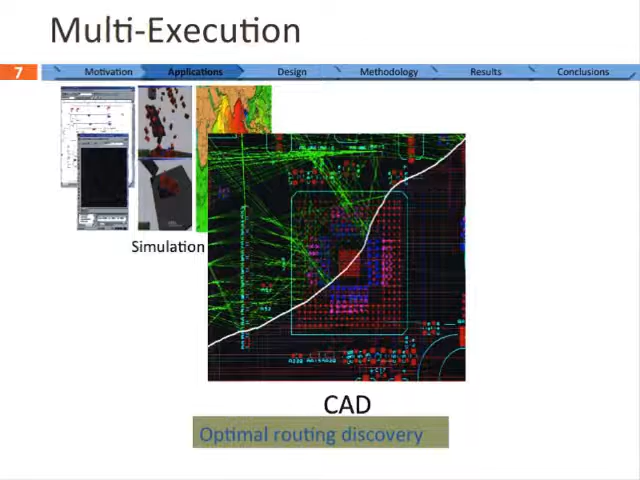 Multi-Execution
7
Motivation
Applications
Design
Methodology
Results
Conclusions
Simulation
CAD
Optimal routing discovery